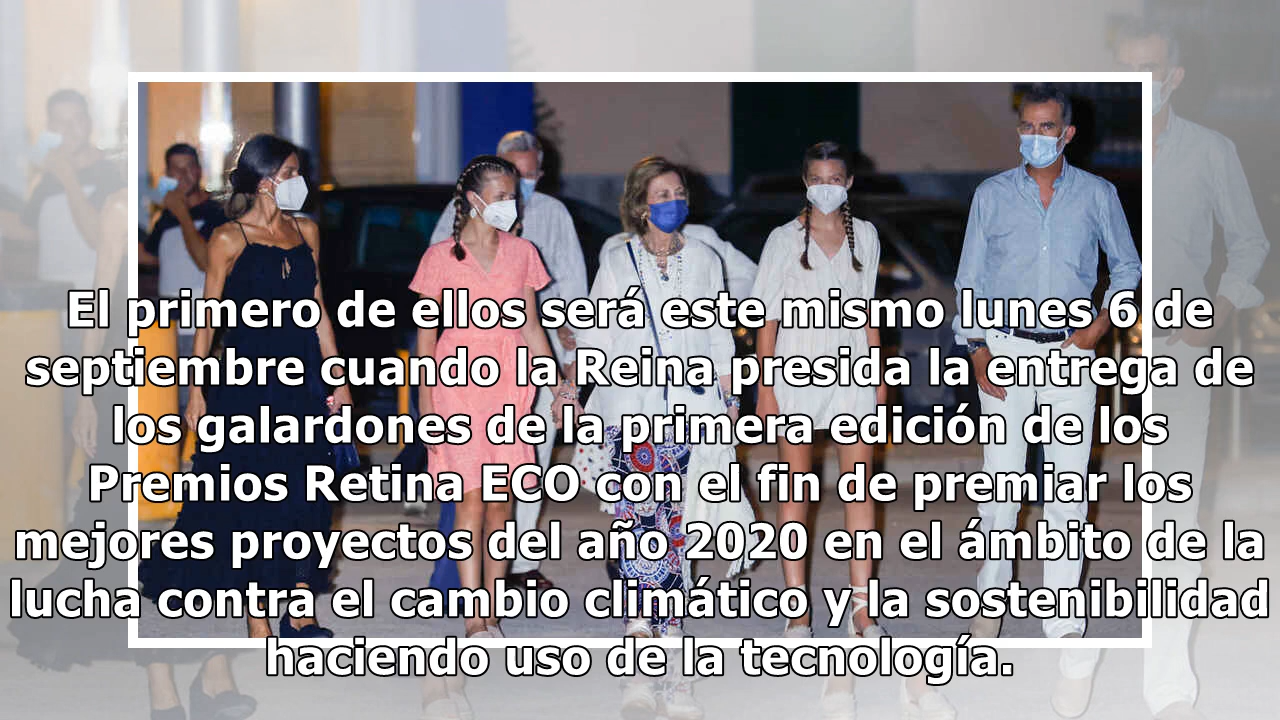 El primero de ellos será este mismo lunes 6 de
septiembre cuando la Reina presida la entrega de
los galardones de la primera edición de los
Premios Retina ECO con el fin de premiar los
mejores proyectos del año 2020 en el ámbito de la
lucha contra el cambio climático y la sostenibilidad
haciendo uso de la tecnología.